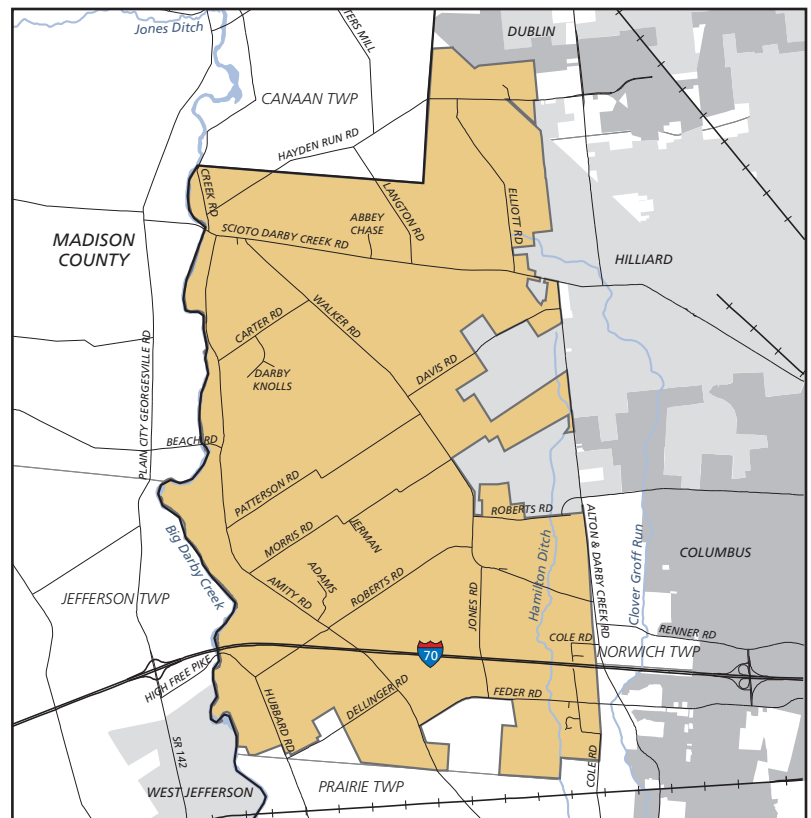 Jones Ditch
TERS MILL
DUBLIN
CANAAN TWP
HAYDEN RUN RD
CREEK RD
LANGTON RD
ELLIOTT RD
ABBEY
CHASE
SCIOTO DARBY CREEK RD
MADISON
COUNTY
HILLIARD
WALKER RD
CARTER RD
PLAIN CITY GEORGESVILLE RD
DARBY
KNOLLS
DAVIS RD
BEACH RD
PATTERSON RD
ROBERTS RD
MORRIS RD
JERMAN
Big Darby Creek
Hamilton Ditch
ALTON & DARBY CREEK RD
Clover Groff Run
COLUMBUS
ADAMS
ROBERTS RD
AMITY RD
JONES RD
JEFFERSON TWP
RENNER RD
COLE RD
NORWICH TWP
70
HIGH FREE PIKE
HUBBARD RD
DELLINGER RD
FEDER RD
SR 142
COLE RD
WEST JEFFERSON
PRAIRIE TWP